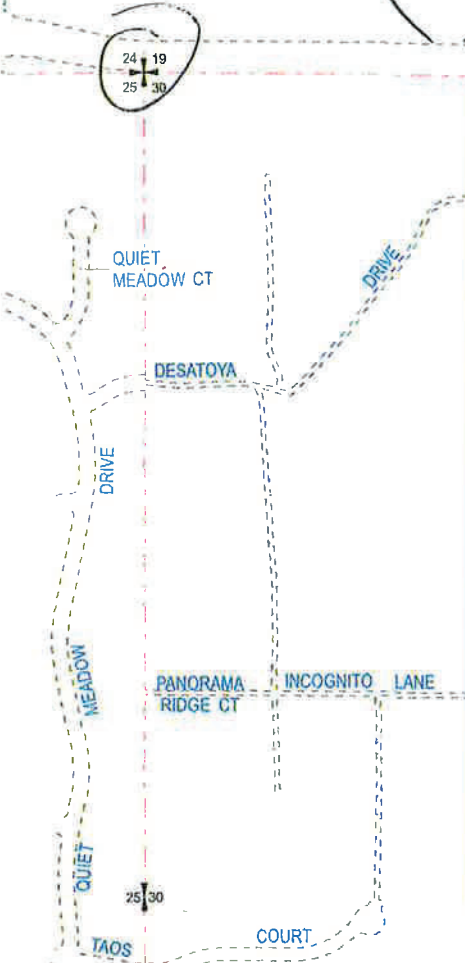 24 19
25 30
QUIET
MEADOW CT
DRIVE
DESATOYA
DRIVE
MEADOW
PANORAMA
RIDGE CT
INCOGNITO LANE
QUIET
25 30
TAOS
COURT